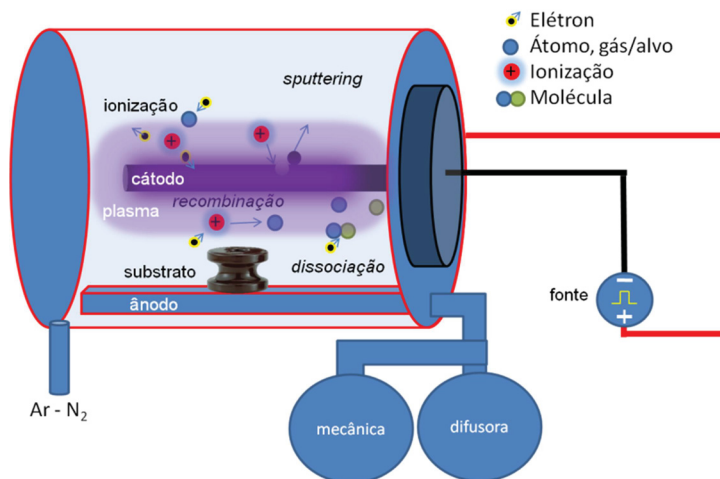 Elétron
Átomo, gás/alvo
Ionização
Molécula
sputtering
ionização
cátodo
recombinação
plasma
dissociação
substrato
ânodo
fonte
Ar - N₂
mecânica
difusora